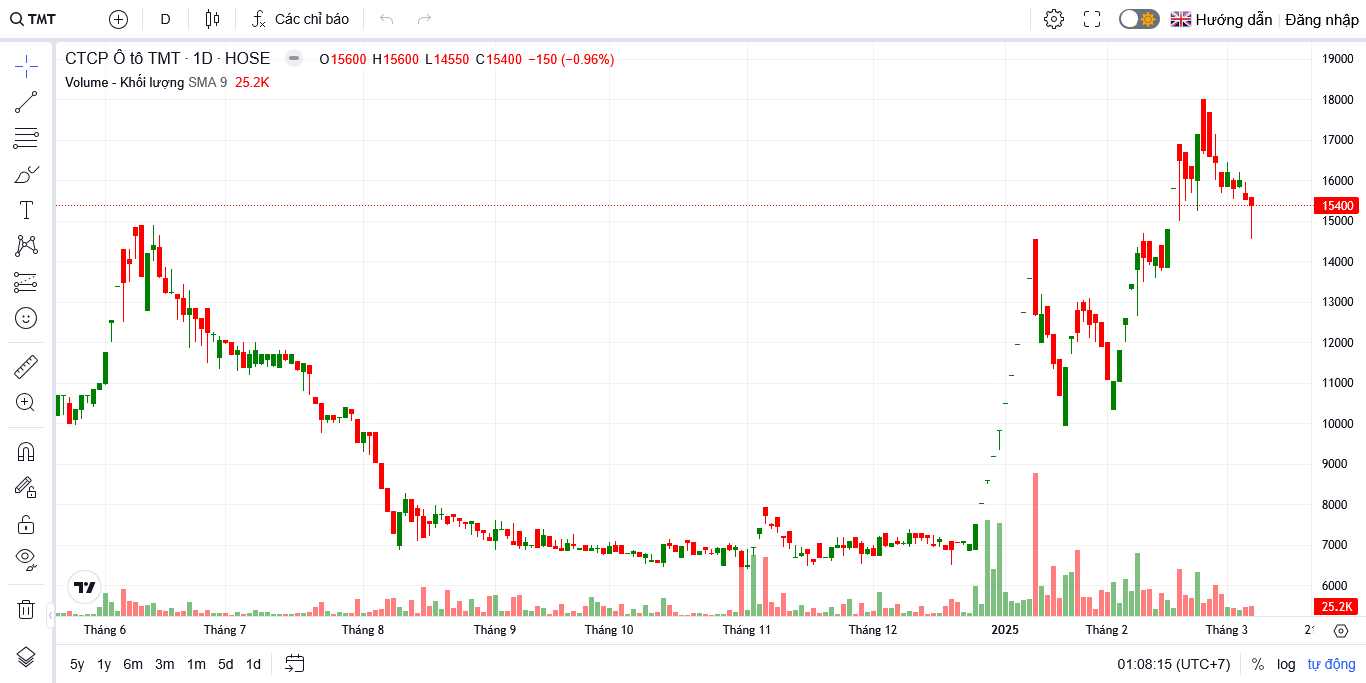 TMT D Các chỉ báo Hướng dẫn Đăng nhập
CTCP Ô tô TMT · 1D · HOSE O15600 H15600 L14550 C15400 −150 (−0.96%)
Volume - Khối lượng SMA 9 25.2K
19000
18000
17000
16000
15400
15000
14000
13000
12000
11000
10000
9000
8000
7000
6000
25.2K
Tháng 6 Tháng 7 Tháng 8 Tháng 9 Tháng 10 Tháng 11 Tháng 12 2025 Tháng 2 Tháng 3
5y 1y 6m 3m 1m 5d 1d 01:08:15 (UTC+7) % log tự động